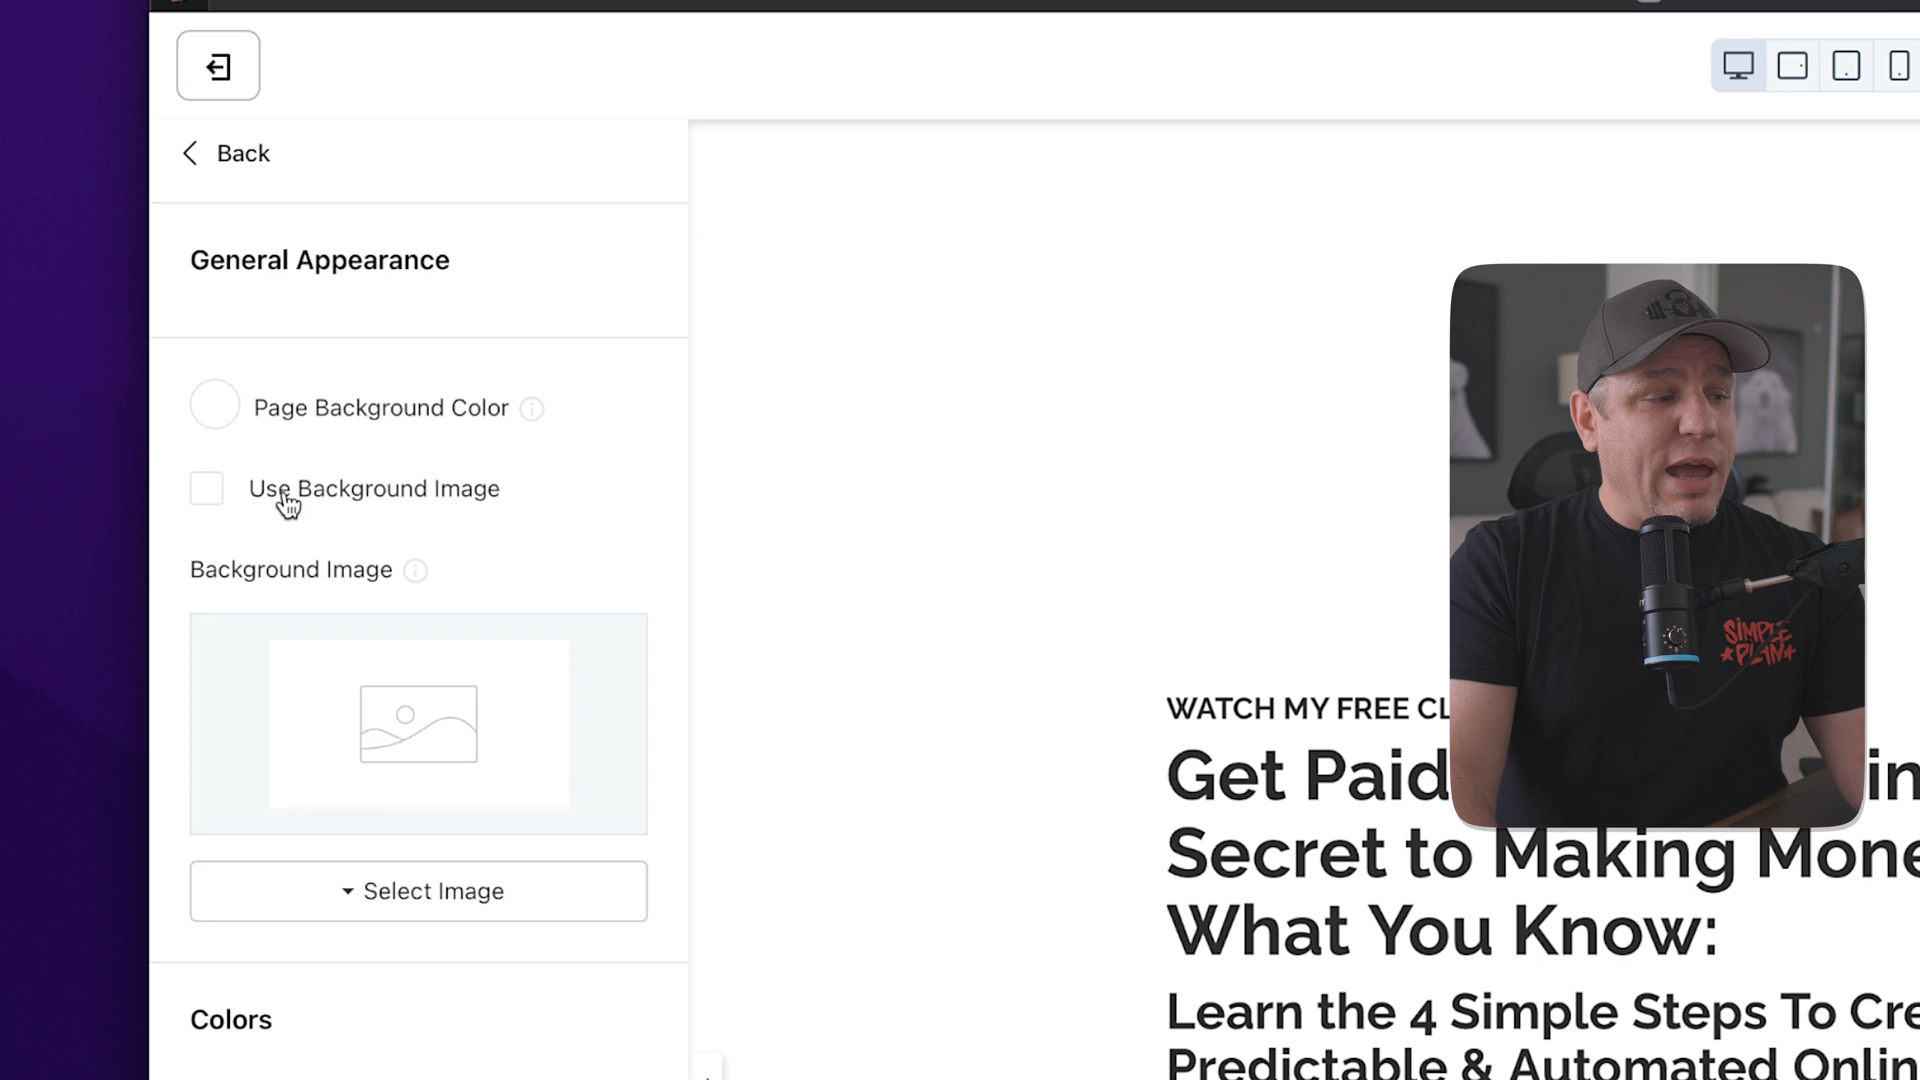 Back
General Appearance
Page Background Color
Use Background Image
Background Image
Select Image
Colors
WATCH MY FREE CL
Get Paid in
Secret to Making Mone
What You Know:
Learn the 4 Simple Steps To Cre
Predictable & Automated Onlin
SIMPLE
PLAN